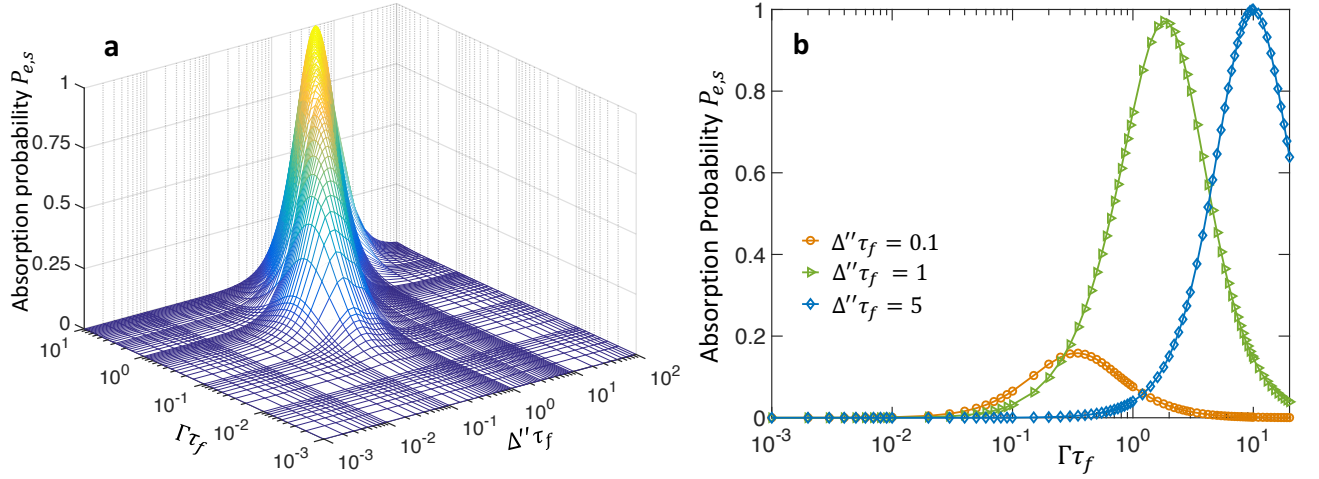 a
Absorption probability P_{e,s}
1
0.75
0.5
0.25
0
10^1
10^0
10^{-1}
10^{-2}
10^{-3}
Γτ_f
10^{-3}
10^{-2}
10^{-1}
10^0
10^1
10^2
Δ''τ_f
b
Absorption Probability P_{e,s}
1
0.8
0.6
0.4
0.2
0
Δ''τ_f = 0.1
Δ''τ_f = 1
Δ''τ_f = 5
10^{-3}
10^{-2}
10^{-1}
10^0
10^1
Γτ_f